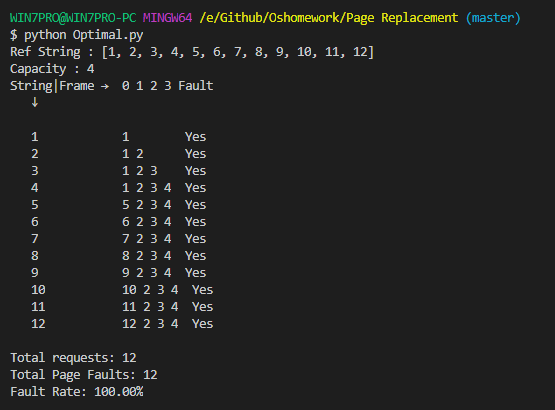 WIN7PRO@WIN7PRO-PC MINGW64 /e/Github/Oshomework/Page Replacement (master)
$ python Optimal.py
Ref String : [1, 2, 3, 4, 5, 6, 7, 8, 9, 10, 11, 12]
Capacity : 4
String|Frame → 0 1 2 3 Fault
↓
1 1 Yes
2 1 2 Yes
3 1 2 3 Yes
4 1 2 3 4 Yes
5 5 2 3 4 Yes
6 6 2 3 4 Yes
7 7 2 3 4 Yes
8 8 2 3 4 Yes
9 9 2 3 4 Yes
10 10 2 3 4 Yes
11 11 2 3 4 Yes
12 12 2 3 4 Yes
Total requests: 12
Total Page Faults: 12
Fault Rate: 100.00%